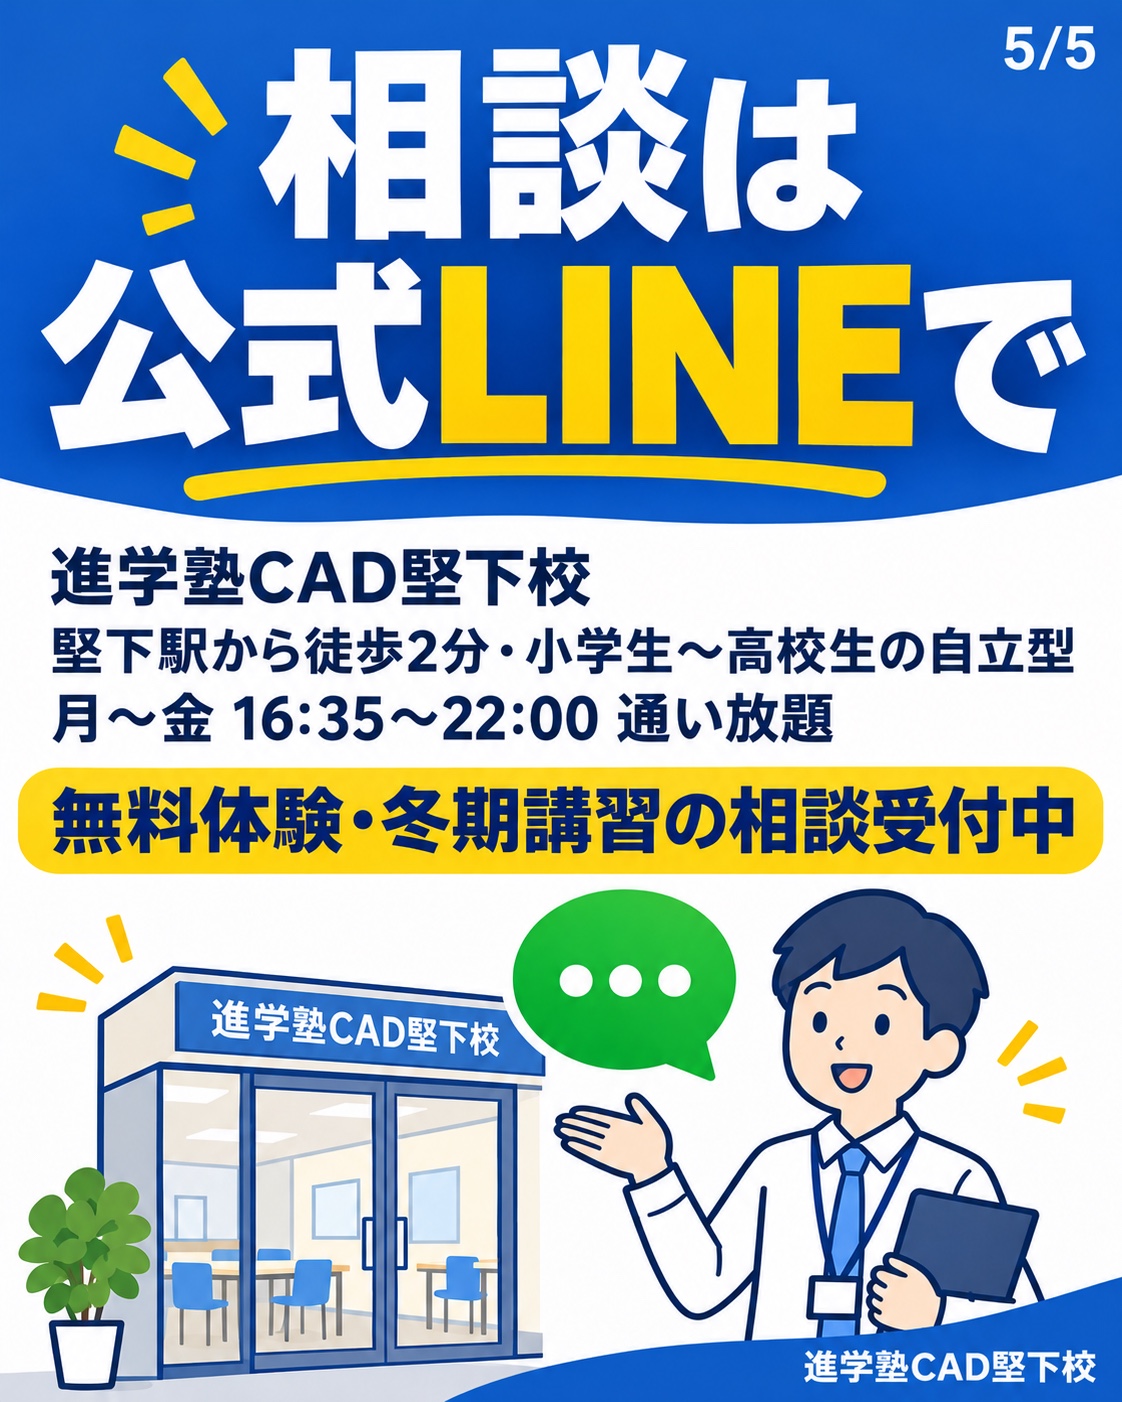 5/5
相談は
公式LINEで
進学塾CAD堅下校
堅下駅から徒歩2分・小学生～高校生の自立型
月～金 16:35～22:00 通い放題
無料体験・冬期講習の相談受付中
進学塾CAD堅下校
進学塾CAD堅下校